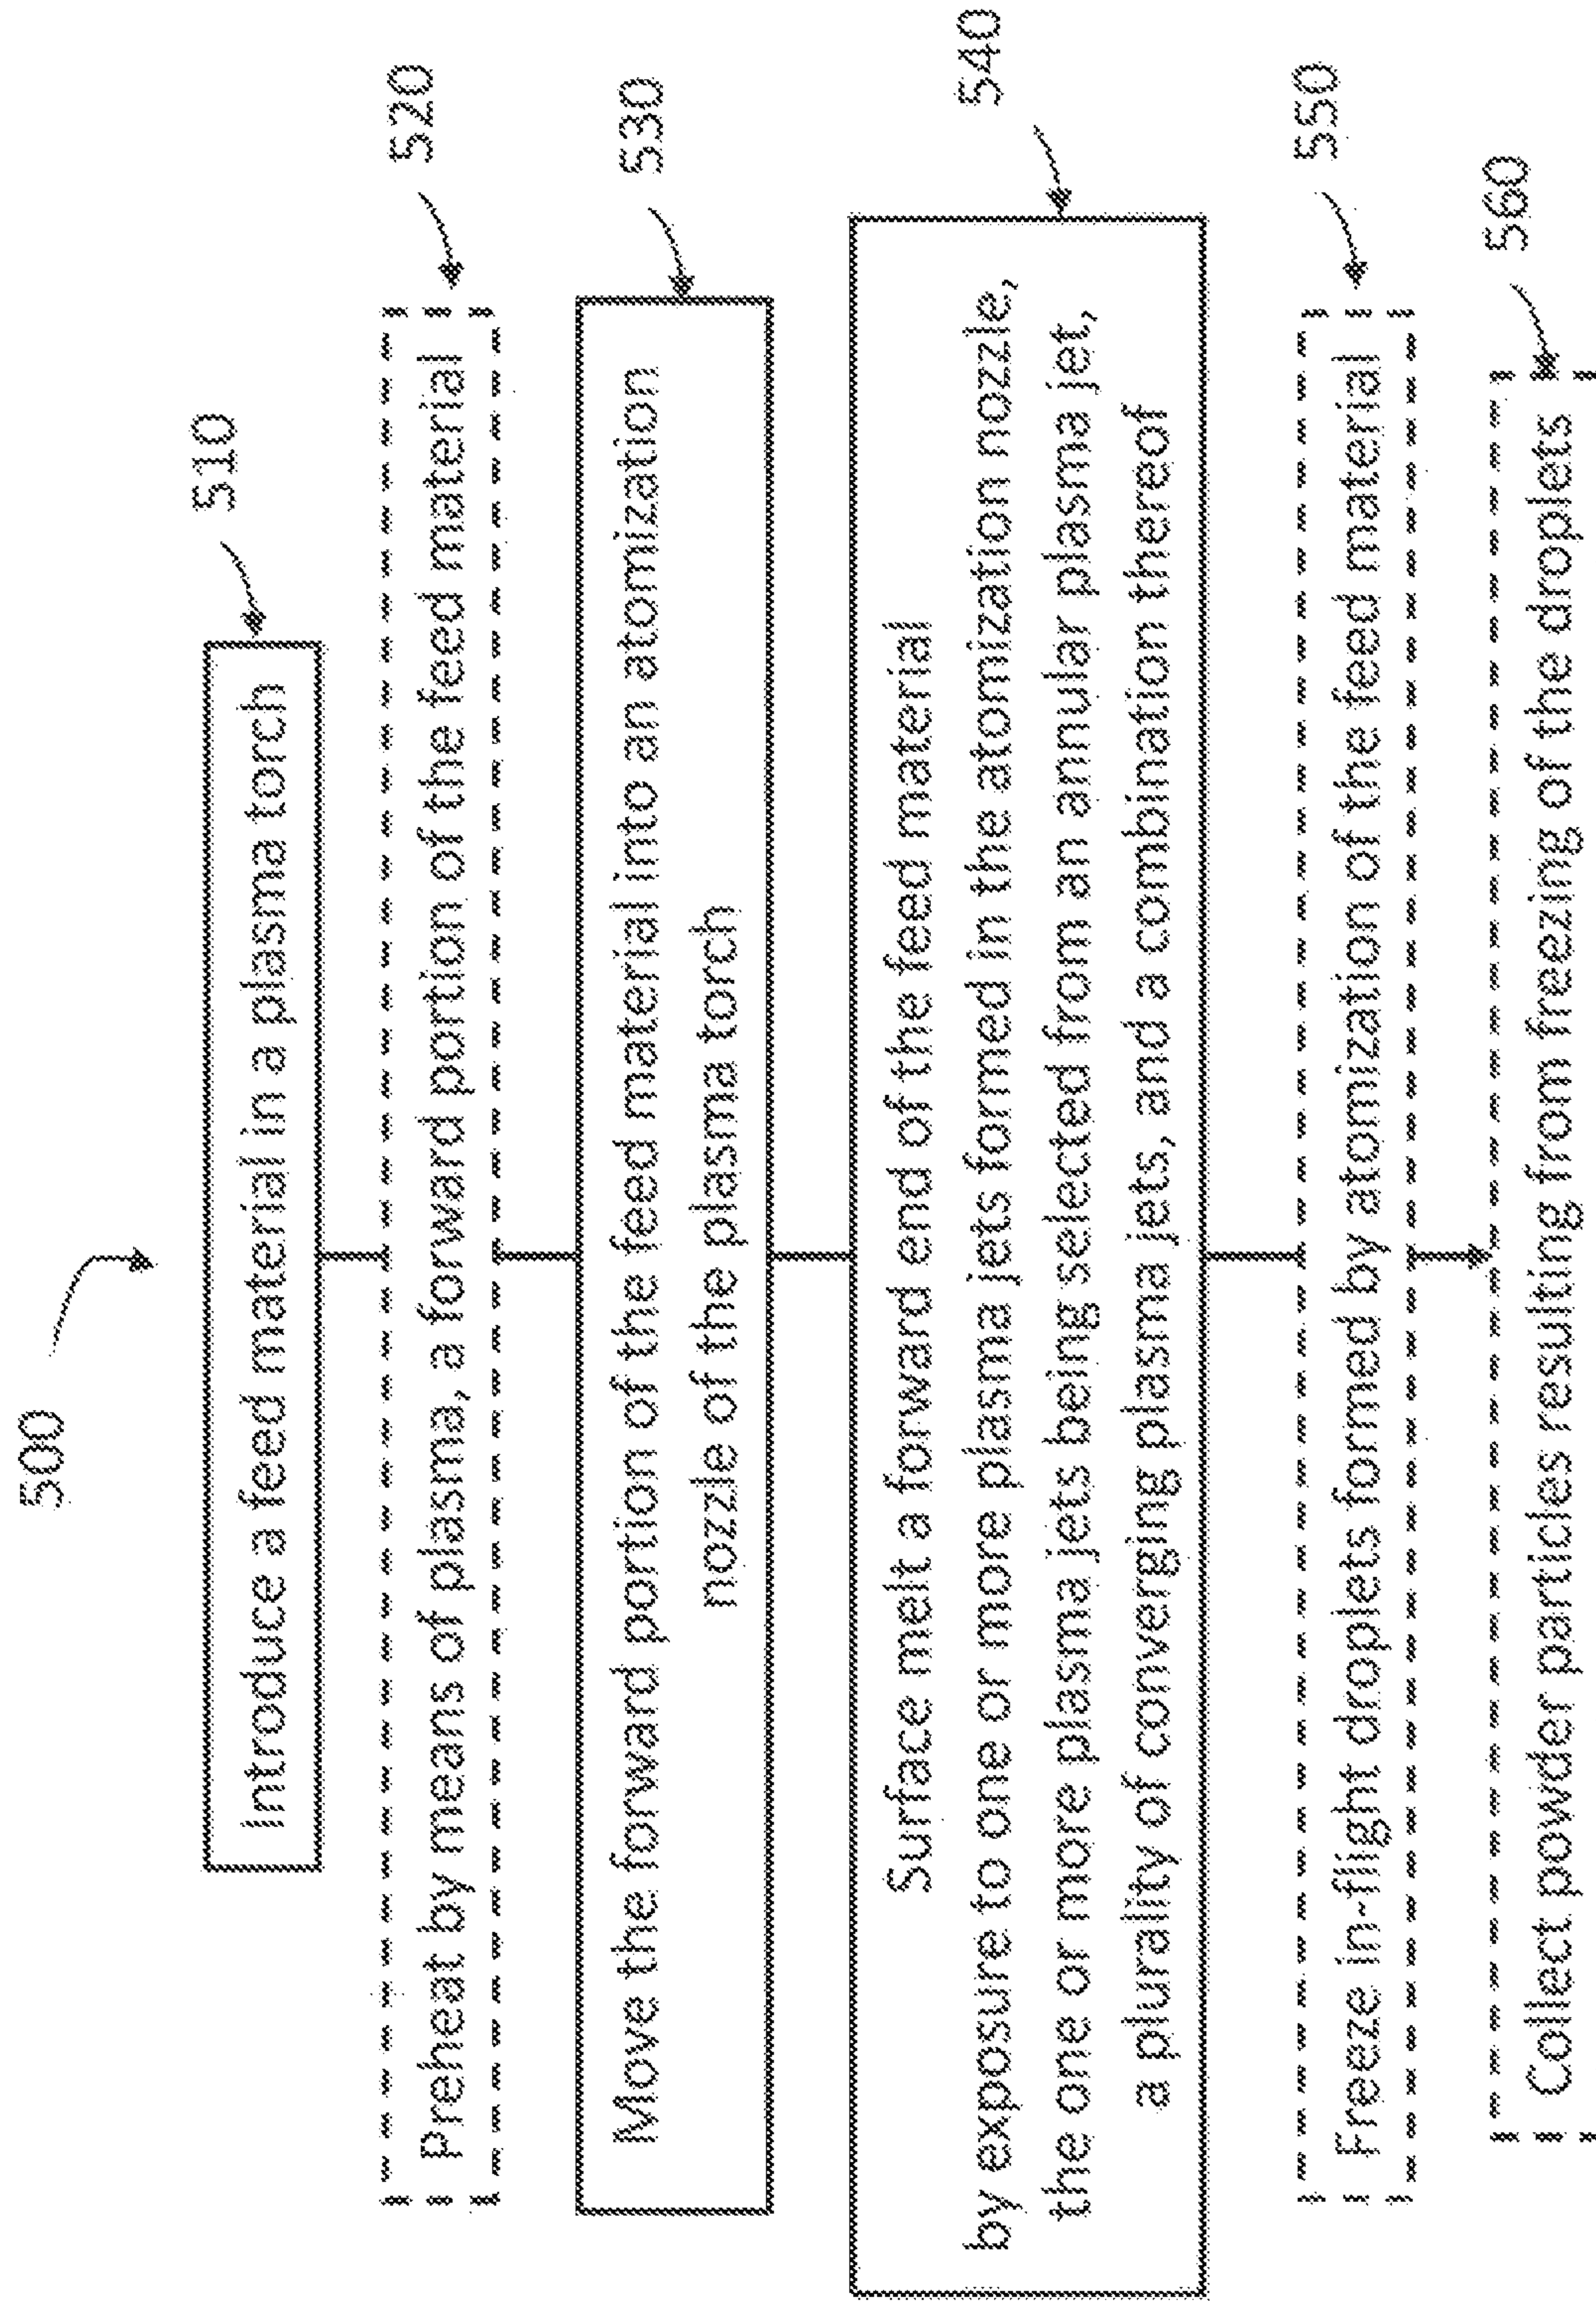 500
510
Introduce a feed material in a plasma torch
520
Preheat by means of plasma, a forward portion of the feed material
530
Move the forward portion of the feed material into an atomization
nozzle of the plasma torch
540
Surface melt a forward end of the feed material
by exposure to one or more plasma jets formed in the atomization nozzle,
the one or more plasma jets being selected from an annular plasma jet,
a plurality of converging plasma jets, and a combination thereof
550
Freeze in-flight droplets formed by atomization of the feed material
560
Collect powder particles resulting from freezing of the droplets